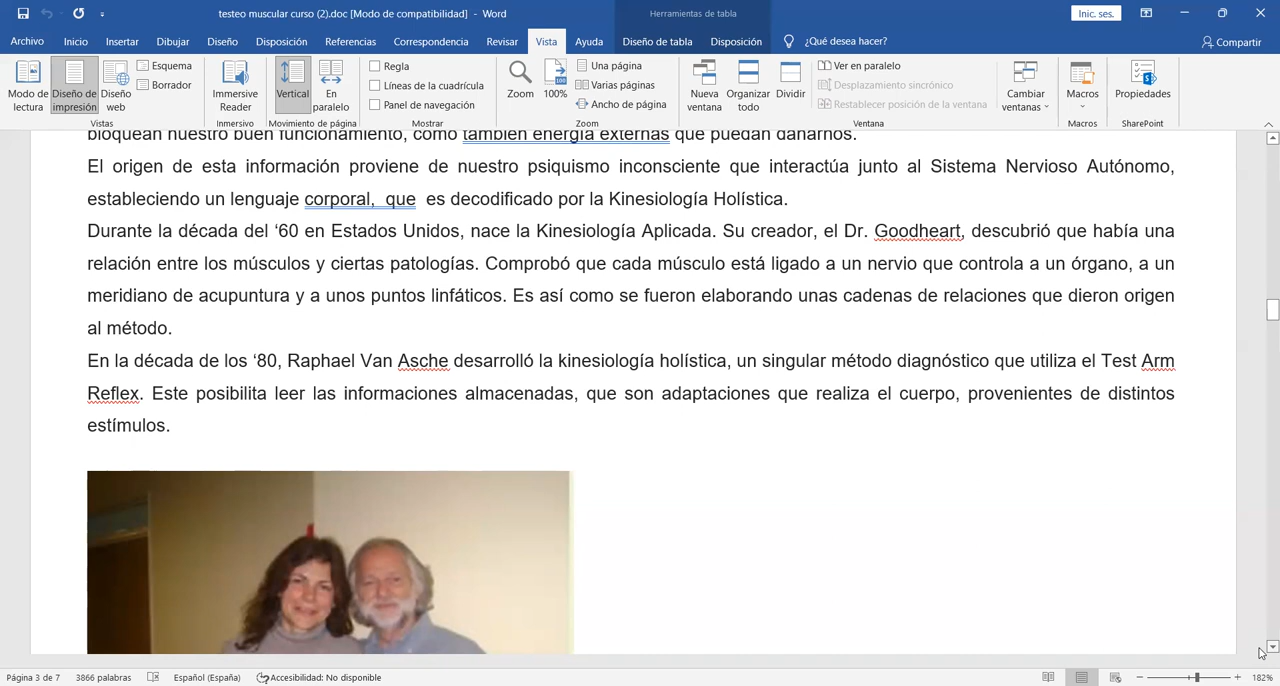 testeo muscular curso (2).doc [Modo de compatibilidad] - Word
Herramientas de tabla
Inic. ses.
Archivo Inicio Insertar Dibujar Diseño Disposición Referencias Correspondencia Revisar Vista Ayuda Diseño de tabla Disposición ¿Qué desea hacer? Compartir
Modo de lectura
Diseño de impresión
Diseño web
Esquema
Borrador
Vistas
Immersive Reader
Inmersivo
Vertical
En paralelo
Movimiento de página
Regla
Líneas de la cuadrícula
Panel de navegación
Mostrar
Zoom
100
100%
Una página
Varias páginas
Ancho de página
Zoom
Nueva ventana
Organizar todo
Dividir
Ver en paralelo
Desplazamiento sincrónico
Restablecer posición de la ventana
Cambiar ventanas
Ventana
Macros
Macros
Propiedades
SharePoint
bloquean nuestro buen funcionamiento, como también energía externas que puedan dañarnos.
El origen de esta información proviene de nuestro psiquismo inconsciente que interactúa junto al Sistema Nervioso Autónomo,
estableciendo un lenguaje corporal, que es decodificado por la Kinesiología Holística.
Durante la década del ‘60 en Estados Unidos, nace la Kinesiología Aplicada. Su creador, el Dr. Goodheart, descubrió que había una
relación entre los músculos y ciertas patologías. Comprobó que cada músculo está ligado a un nervio que controla a un órgano, a un
meridiano de acupuntura y a unos puntos linfáticos. Es así como se fueron elaborando unas cadenas de relaciones que dieron origen
al método.
En la década de los ‘80, Raphael Van Asche desarrolló la kinesiología holística, un singular método diagnóstico que utiliza el Test Arm
Reflex. Este posibilita leer las informaciones almacenadas, que son adaptaciones que realiza el cuerpo, provenientes de distintos
estímulos.
Página 3 de 7 3866 palabras Español (España) Accesibilidad: No disponible 182%